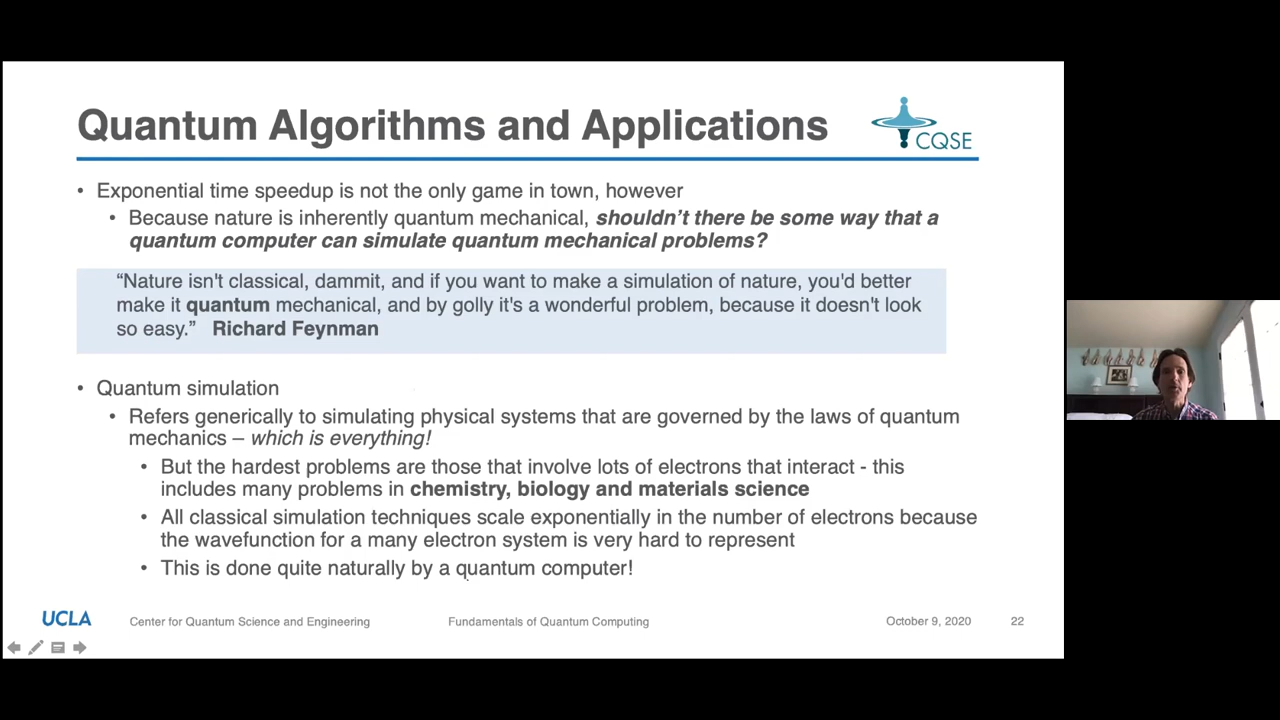 Quantum Algorithms and Applications
CQSE
• Exponential time speedup is not the only game in town, however
• Because nature is inherently quantum mechanical, shouldn't there be some way that a
quantum computer can simulate quantum mechanical problems?
“Nature isn't classical, dammit, and if you want to make a simulation of nature, you'd better
make it quantum mechanical, and by golly it's a wonderful problem, because it doesn't look
so easy.” Richard Feynman
• Quantum simulation
• Refers generically to simulating physical systems that are governed by the laws of quantum
mechanics – which is everything!
• But the hardest problems are those that involve lots of electrons that interact - this
includes many problems in chemistry, biology and materials science
• All classical simulation techniques scale exponentially in the number of electrons because
the wavefunction for a many electron system is very hard to represent
• This is done quite naturally by a quantum computer!
UCLA Center for Quantum Science and Engineering Fundamentals of Quantum Computing October 9, 2020 22